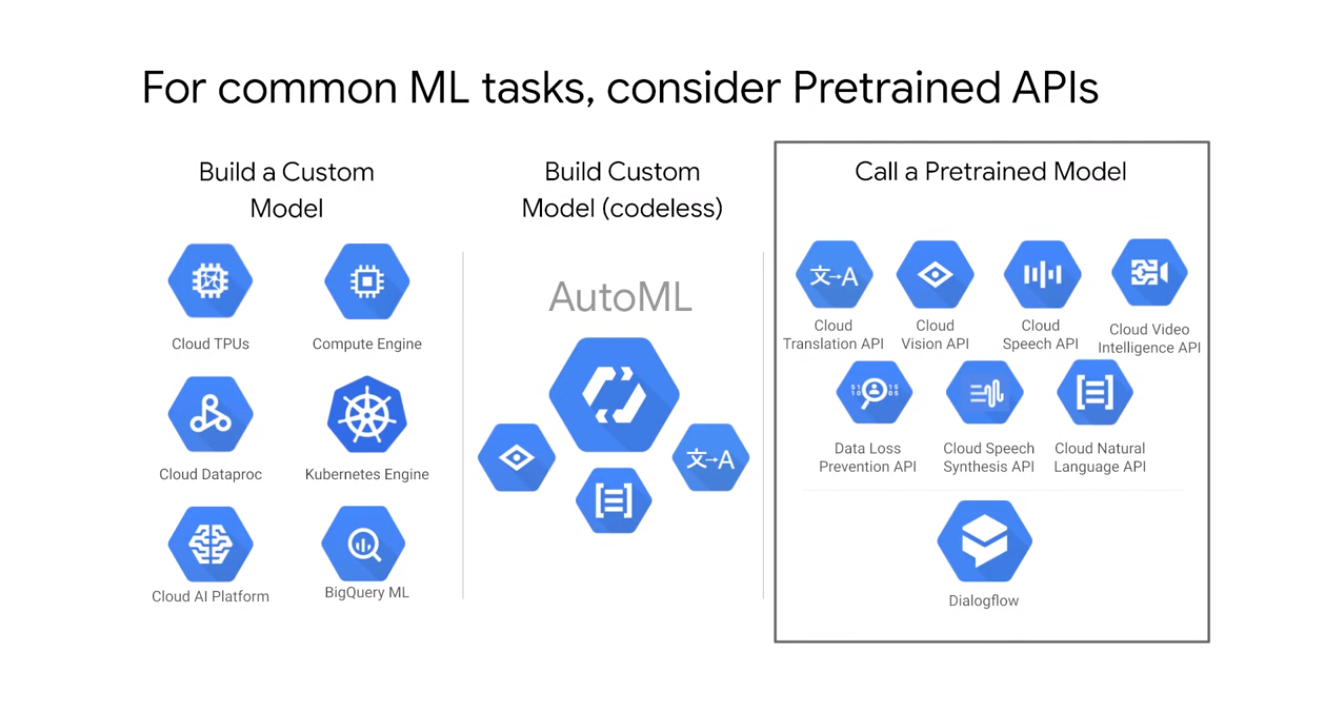 For common ML tasks, consider Pretrained APIs
Build a Custom
Model
Cloud TPUs
Compute Engine
Cloud Dataproc
Kubernetes Engine
Cloud AI Platform
BigQuery ML
Build Custom
Model (codeless)
AutoML
文→A
Call a Pretrained Model
文→A
Cloud
Translation API
Cloud
Vision API
Cloud
Speech API
Cloud Video
Intelligence API
Data Loss
Prevention API
Cloud Speech
Synthesis API
Cloud Natural
Language API
Dialogflow